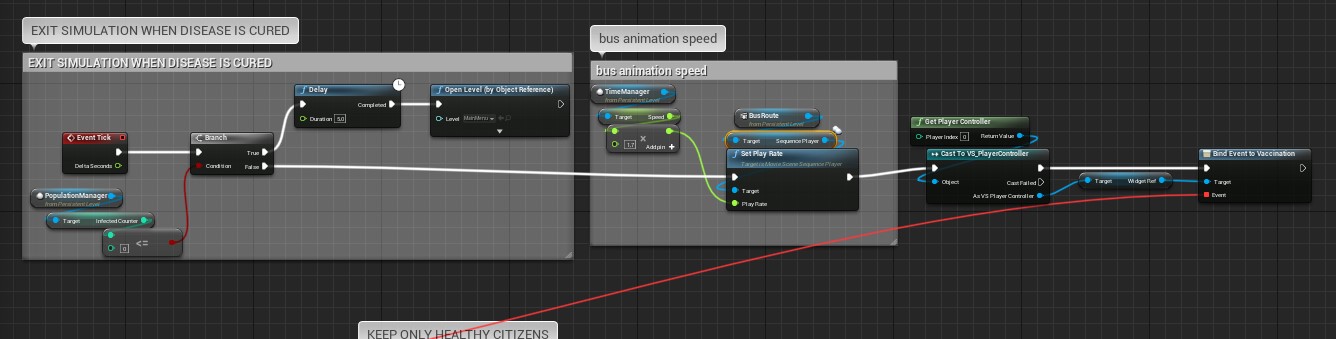 EXIT SIMULATION WHEN DISEASE IS CURED
EXIT SIMULATION WHEN DISEASE IS CURED
Event Tick
Delta Seconds
PopulationManager
from Persistent Level
Target Infected Counter
0 <=
Branch
True
Condition False
Delay
Completed
Duration 5.0
Open Level (by Object Reference)
Level MainMenu
bus animation speed
bus animation speed
TimeManager
from Persistent Level
Target Speed
×
1.7 Add pin +
BusRoute
from Persistent Level
Target Sequence Player
Set Play Rate
Target is Movie Scene Sequence Player
Target
Play Rate
Get Player Controller
Player Index 0 Return Value
Cast To VS_PlayerController
Object Cast Failed
As VS Player Controller
Target Widget Ref
Bind Event to Vaccination
Target
Event
KEEP ONLY HEALTHY CITIZENS